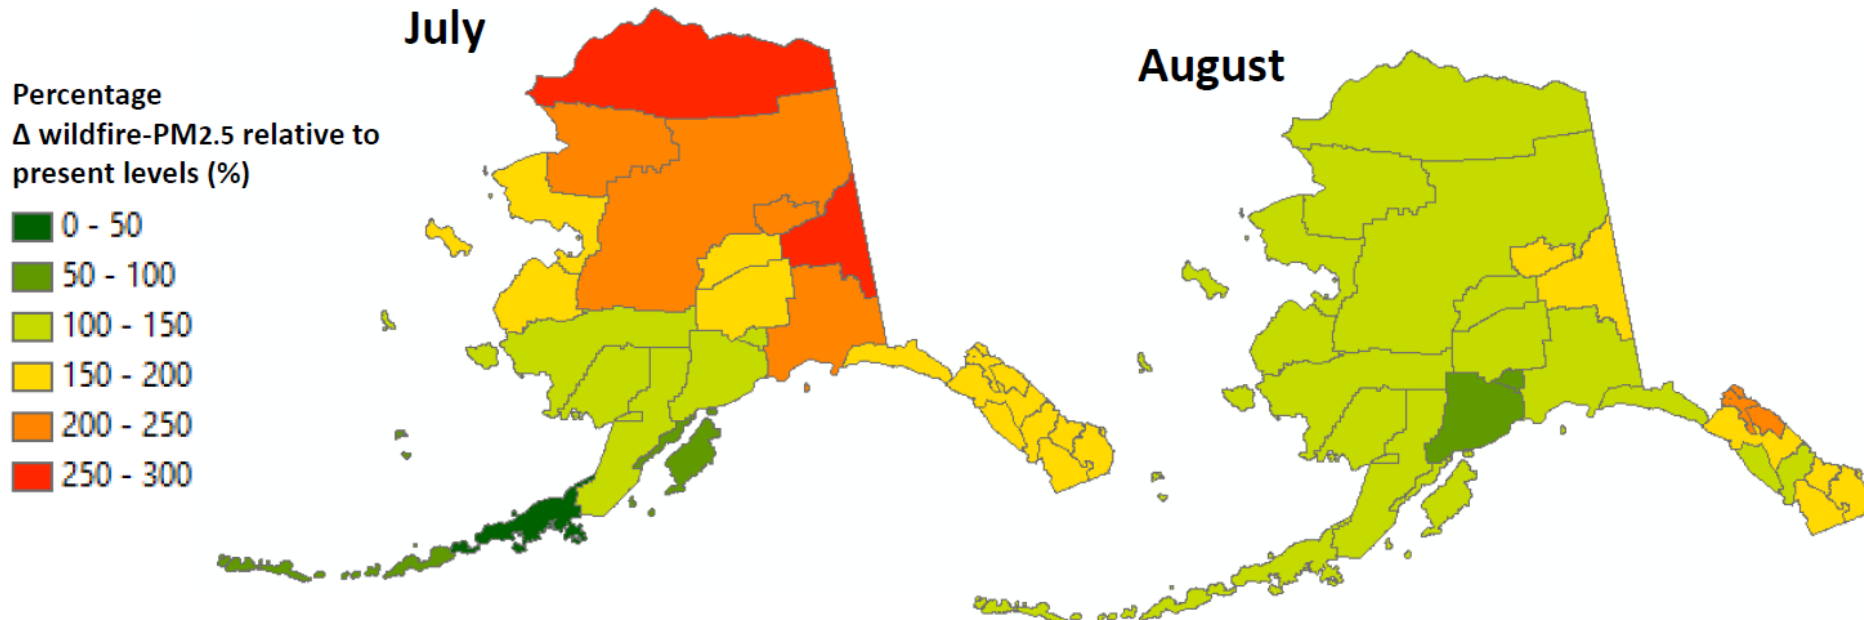 July
August
Percentage
Δ wildfire-PM2.5 relative to
present levels (%)
0 - 50
50 - 100
100 - 150
150 - 200
200 - 250
250 - 300